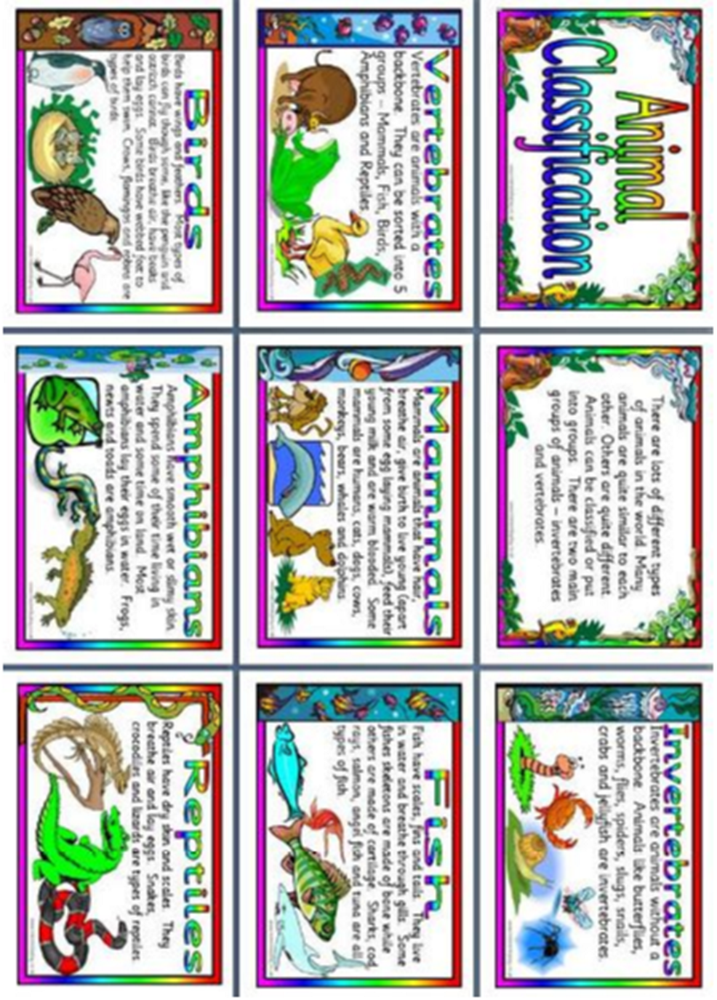 Animal
Classification
There are lots of different types
of animals in the world. Many
animals are quite similar to each
other. Others are quite different.
Animals can be classified or put
into groups. There are two main
groups of animals – invertebrates
and vertebrates.
Invertebrates
Invertebrates are animals without a
backbone. Animals like butterflies,
worms, flies, spiders, slugs, snails,
crabs and jellyfish are invertebrates.
Vertebrates
Vertebrates are animals with a
backbone. They can be sorted into 5
groups – Mammals, Fish, Birds,
Amphibians and Reptiles.
Mammals
Mammals are animals that have hair,
breathe air, give birth to live young (apart
from some egg laying mammals), feed their
young milk and are warm blooded. Some
mammals are humans, cats, dogs, cows,
monkeys, bears, whales and dolphins.
Fish
Fish have scales, fins and tails. They live
in water and breathe through gills. Some
fishes skeletons are made of bone while
others are made of cartilage. Sharks, cod,
rays, salmon, angel fish and tuna are all
types of fish.
Birds
Birds have wings and feathers. Most types of
birds can fly though some, like the penguin and
ostrich cannot. Birds breathe air, have beaks
and lay eggs. Some birds have webbed feet to
help them swim. Crows, flamingos and robins are
types of birds.
Amphibians
Amphibians have smooth wet or slimy skin.
They spend some of their time living in
water and some time on land. Most
amphibians lay their eggs in water. Frogs,
newts and toads are amphibians.
Reptiles
Reptiles have dry skin and scales. They
breathe air and lay eggs. Snakes,
crocodiles and lizards are types of reptiles